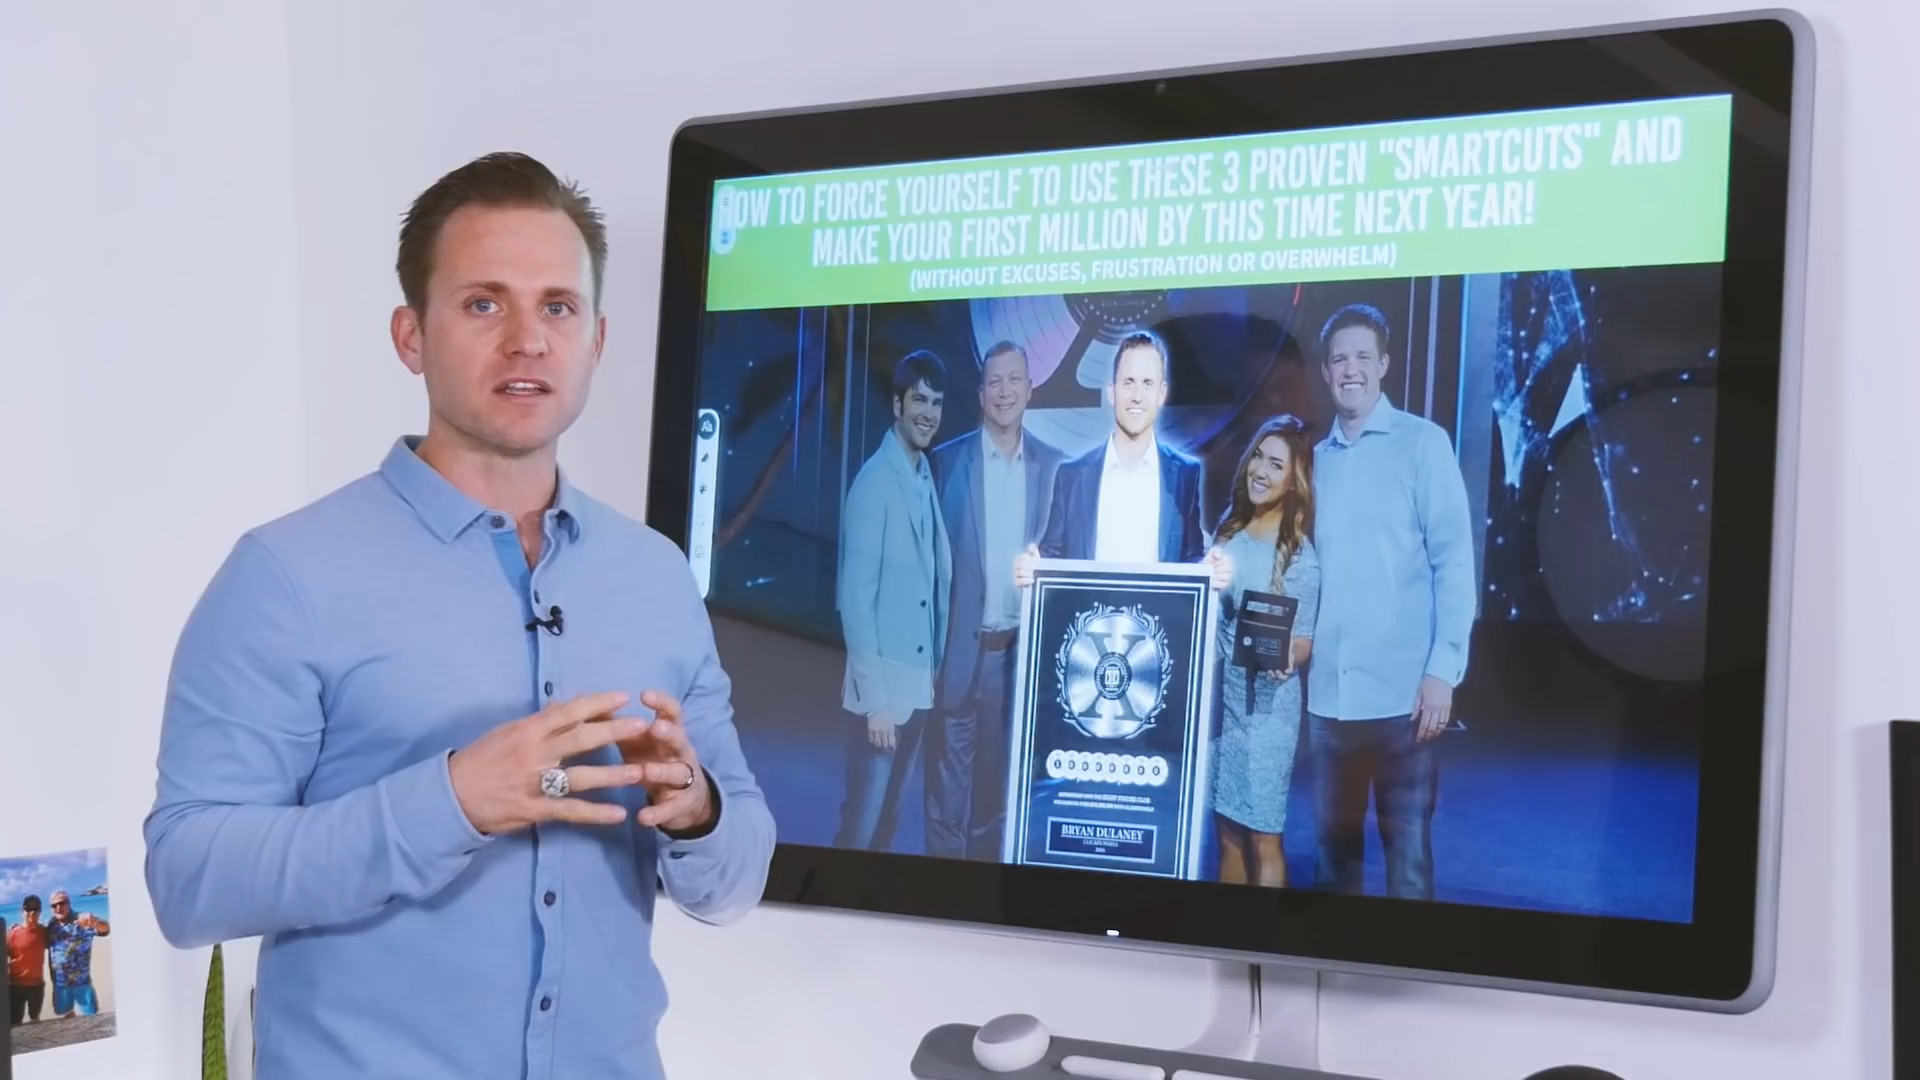 HOW TO FORCE YOURSELF TO USE THESE 3 PROVEN "SMARTCUTS" AND
MAKE YOUR FIRST MILLION BY THIS TIME NEXT YEAR!
(WITHOUT EXCUSES, FRUSTRATION OR OVERWHELM)
X
BRYAN DULANEY
CLICKFUNNELS